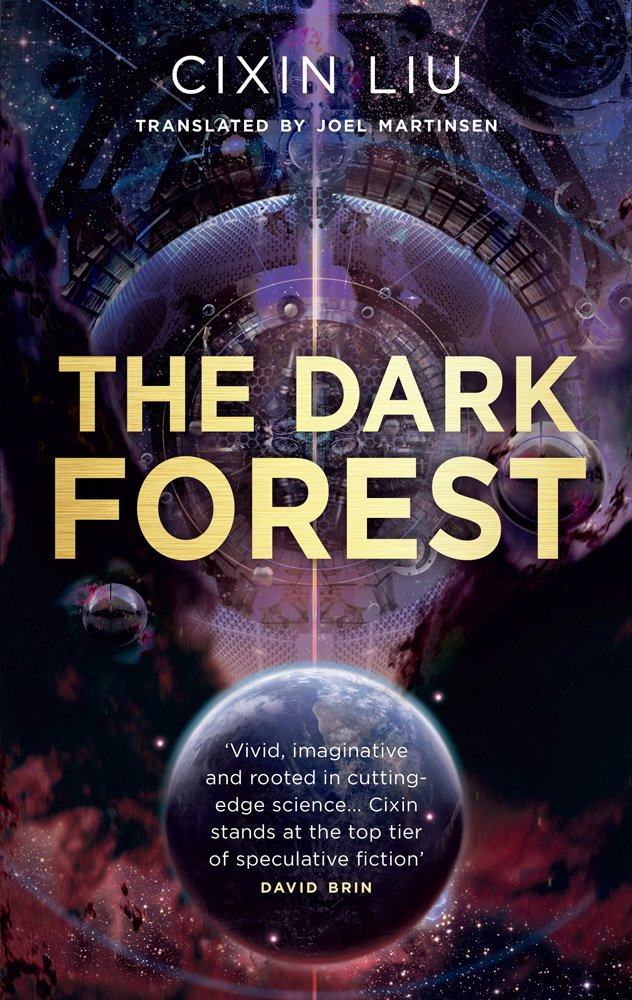 CIXIN LIU
TRANSLATED BY JOEL MARTINSEN
THE DARK
FOREST
‘Vivid, imaginative
and rooted in cutting-
edge science... Cixin
stands at the top tier
of speculative fiction’
DAVID BRIN